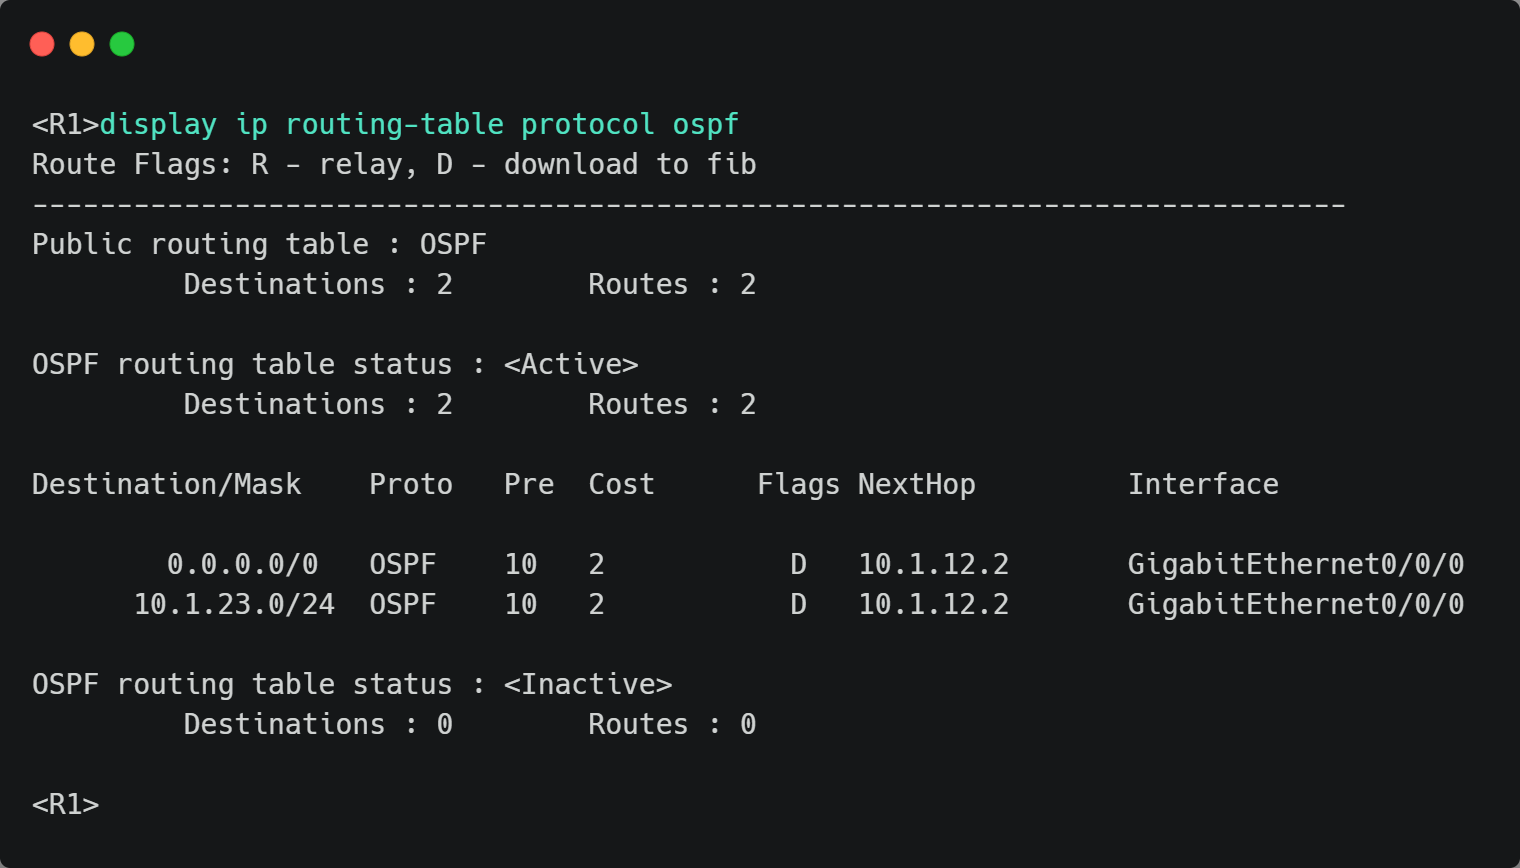 <R1>display ip routing-table protocol ospf
Route Flags: R - relay, D - download to fib
------------------------------------------------------------------------------
Public routing table : OSPF
         Destinations : 2        Routes : 2
OSPF routing table status : <Active>
         Destinations : 2        Routes : 2
Destination/Mask    Proto   Pre  Cost      Flags NextHop         Interface
        0.0.0.0/0   OSPF    10   2           D   10.1.12.2       GigabitEthernet0/0/0
      10.1.23.0/24  OSPF    10   2           D   10.1.12.2       GigabitEthernet0/0/0
OSPF routing table status : <Inactive>
         Destinations : 0        Routes : 0
<R1>